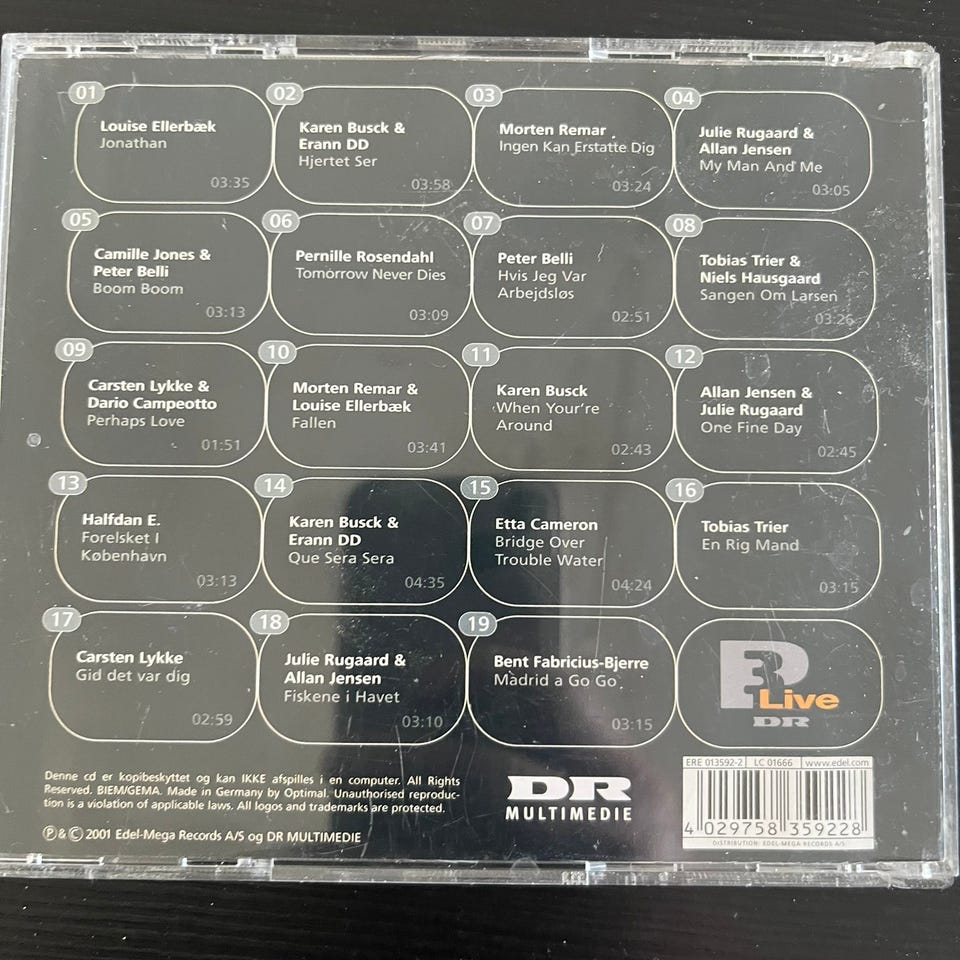 01
Louise Ellerbæk
Jonathan
03:35
02
Karen Busck &
Erann DD
Hjertet Ser
03:58
03
Morten Remar
Ingen Kan Erstatte Dig
03:24
04
Julie Rugaard &
Allan Jensen
My Man And Me
03:05
05
Camille Jones &
Peter Belli
Boom Boom
03:13
06
Pernille Rosendahl
Tomorrow Never Dies
03:09
07
Peter Belli
Hvis Jeg Var
Arbejdsløs
02:51
08
Tobias Trier &
Niels Hausgaard
Sangen Om Larsen
03:26
09
Carsten Lykke &
Dario Campeotto
Perhaps Love
01:51
10
Morten Remar &
Louise Ellerbæk
Fallen
03:41
11
Karen Busck
When Your're
Around
02:43
12
Allan Jensen &
Julie Rugaard
One Fine Day
02:45
13
Halfdan E.
Forelsket I
København
03:13
14
Karen Busck &
Erann DD
Que Sera Sera
04:35
15
Etta Cameron
Bridge Over
Trouble Water
04:24
16
Tobias Trier
En Rig Mand
03:15
17
Carsten Lykke
Gid det var dig
02:59
18
Julie Rugaard &
Allan Jensen
Fiskene i Havet
03:10
19
Bent Fabricius-Bjerre
Madrid a Go Go
03:15
P3
Live
DR
Denne cd er kopibeskyttet og kan IKKE afspilles i en computer. All Rights
Reserved. BIEM/GEMA. Made in Germany by Optimal. Unauthorised reproduc-
tion is a violation of applicable laws. All logos and trademarks are protected.
℗ & © 2001 Edel-Mega Records A/S og DR MULTIMEDIE
DR
MULTIMEDIE
ERE 013592-2 LC 01666 www.edel.com
4 029758 359228
DISTRIBUTION: EDEL-MEGA RECORDS A/S